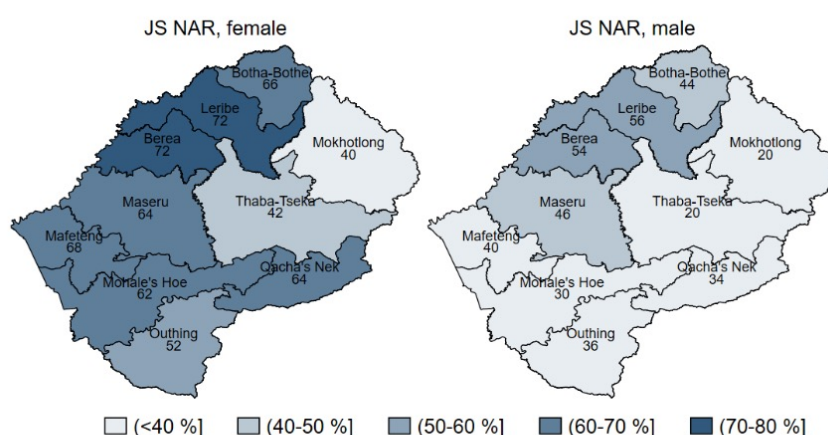 JS NAR, female
Botha-Bothe
66
Leribe
72
Berea
72
Mokhotlong
40
Maseru
64
Thaba-Tseka
42
Mafeteng
68
Qacha's Nek
64
Mohale's Hoe
62
Outhing
52
JS NAR, male
Botha-Bothe
44
Leribe
56
Berea
54
Mokhotlong
20
Maseru
46
Thaba-Tseka
20
Mafeteng
40
Qacha's Nek
34
Mohale's Hoe
30
Outhing
36
(<40 %] (40-50 %] (50-60 %] (60-70 %] (70-80 %]